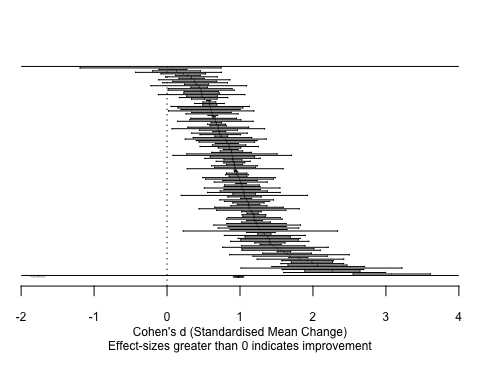 -2 -1 0 1 2 3 4
Cohen's d (Standardised Mean Change)
Effect-sizes greater than 0 indicates improvement